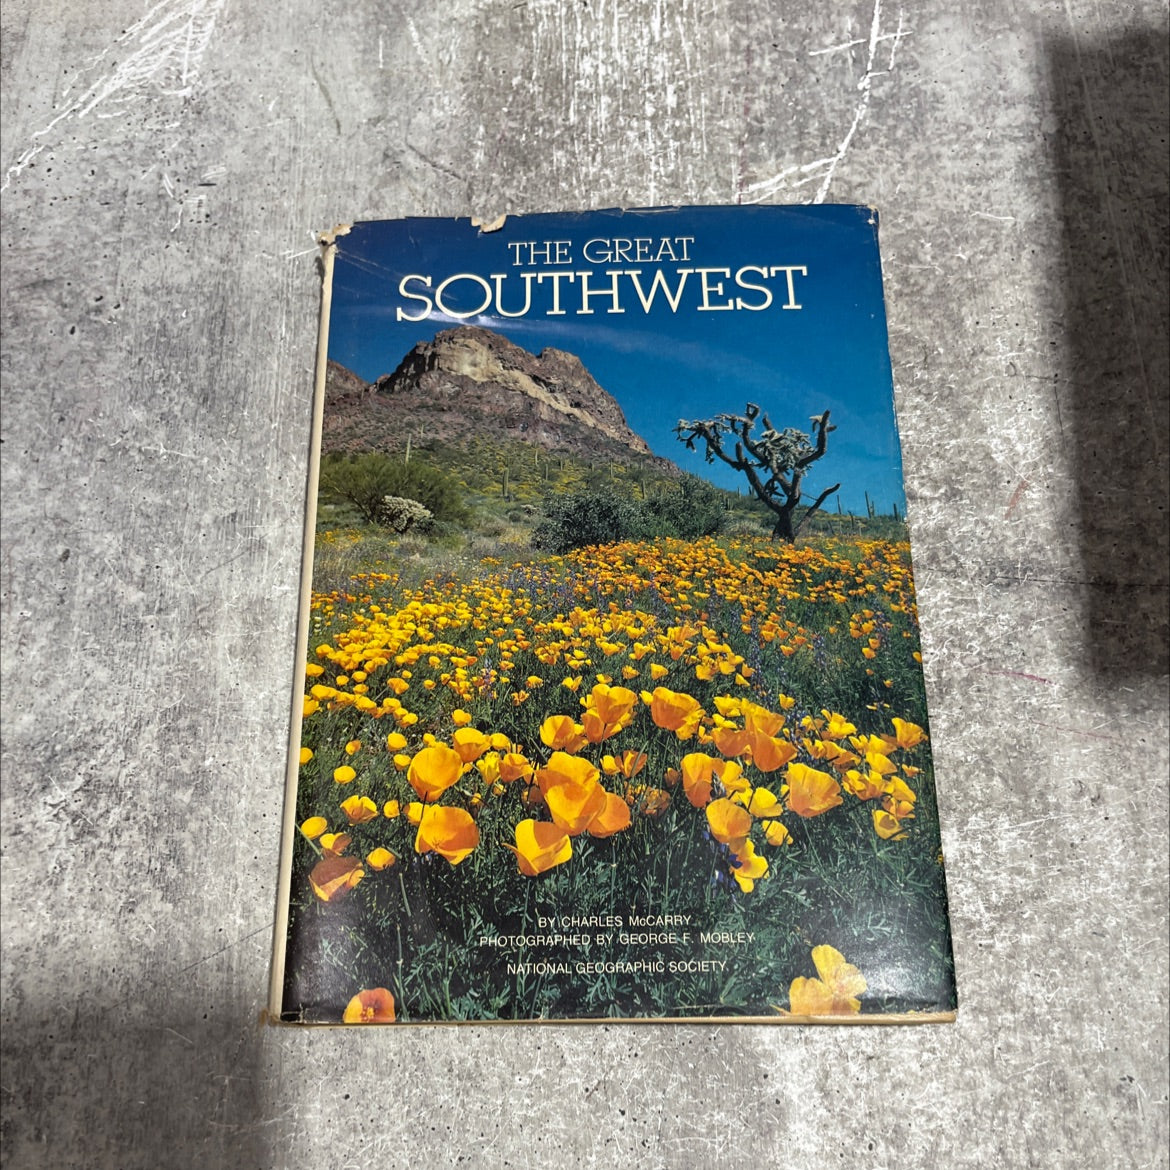 THE GREAT
SOUTHWEST
BY CHARLES McCARRY
PHOTOGRAPHED BY GEORGE F. MOBLEY
NATIONAL GEOGRAPHIC SOCIETY